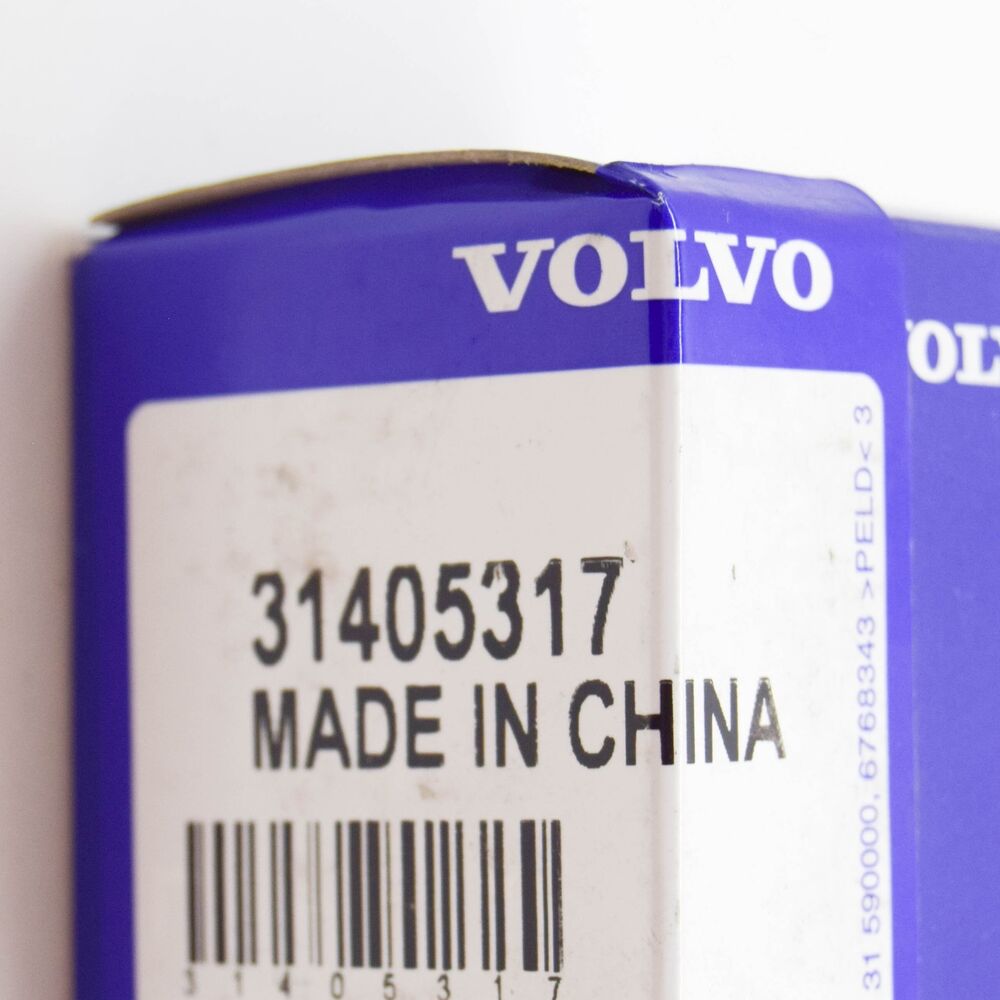 VOLVO
VOLV
31405317
MADE IN CHINA
31405317
31 590000, 6768343 >PELD< 3